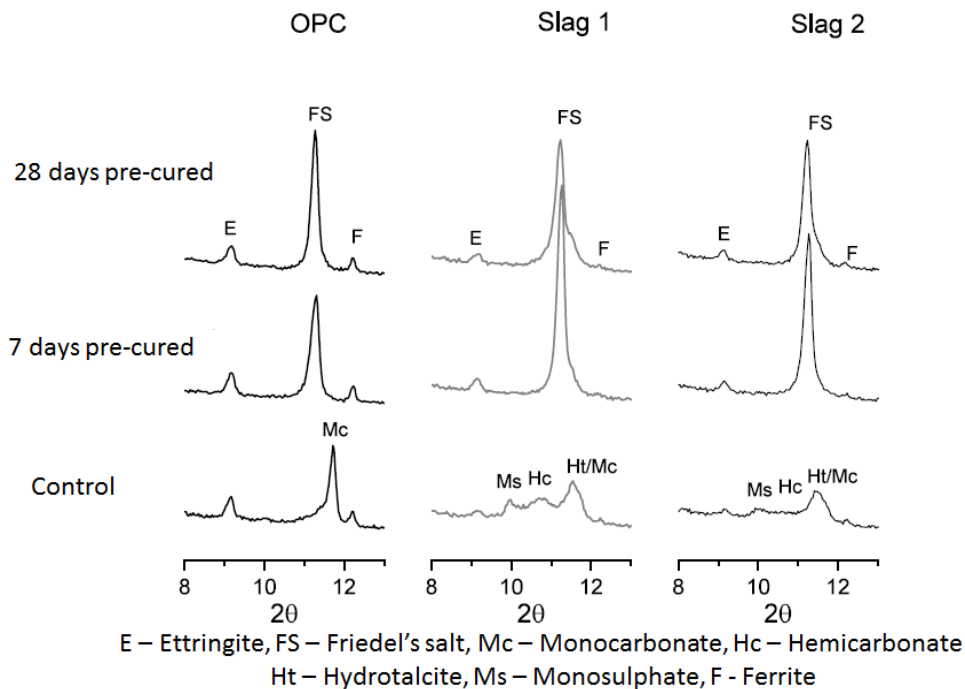 OPC Slag 1 Slag 2
FS FS FS
28 days pre-cured
E F E F E F
7 days pre-cured
Mc
Control
Ms Hc Ht/Mc Ms Hc Ht/Mc
8 10 12 8 10 12 8 10 12
2θ 2θ 2θ
E – Ettringite, FS – Friedel's salt, Mc – Monocarbonate, Hc – Hemicarbonate
Ht – Hydrotalcite, Ms – Monosulphate, F - Ferrite